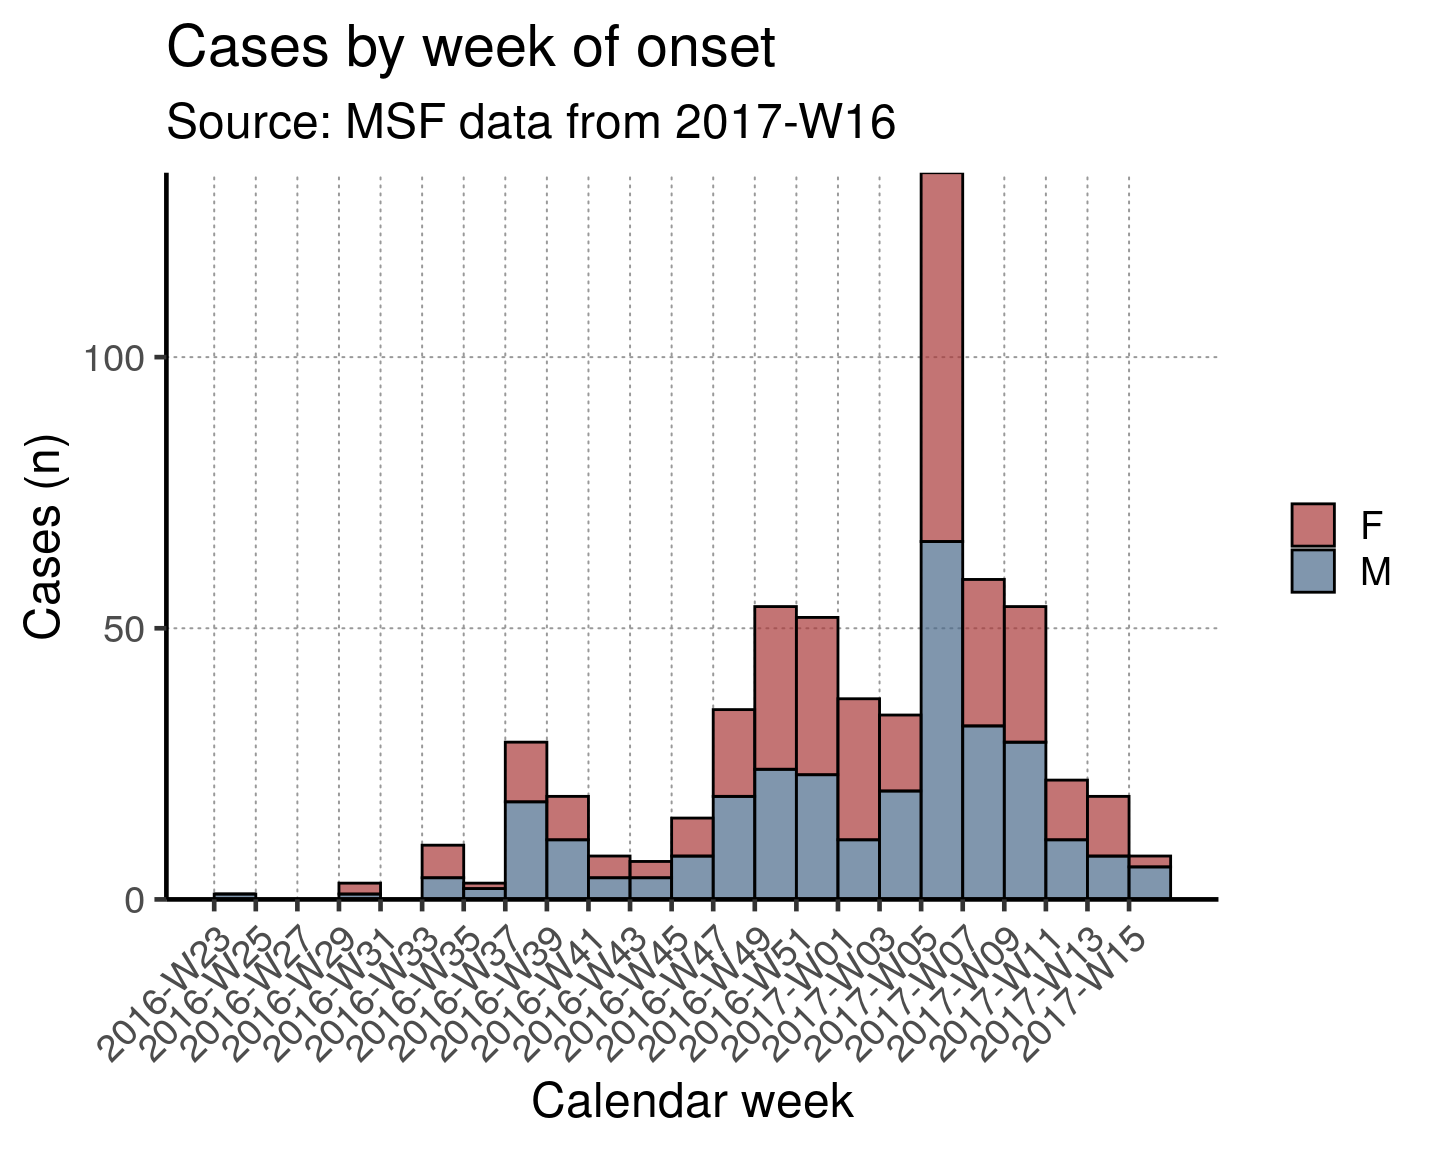 Cases by week of onset
Source: MSF data from 2017-W16
Cases (n)
100
50
0
2016-W23
2016-W25
2016-W27
2016-W29
2016-W31
2016-W33
2016-W35
2016-W37
2016-W39
2016-W41
2016-W43
2016-W45
2016-W47
2016-W49
2016-W51
2017-W01
2017-W03
2017-W05
2017-W07
2017-W09
2017-W11
2017-W13
2017-W15
Calendar week
F
M